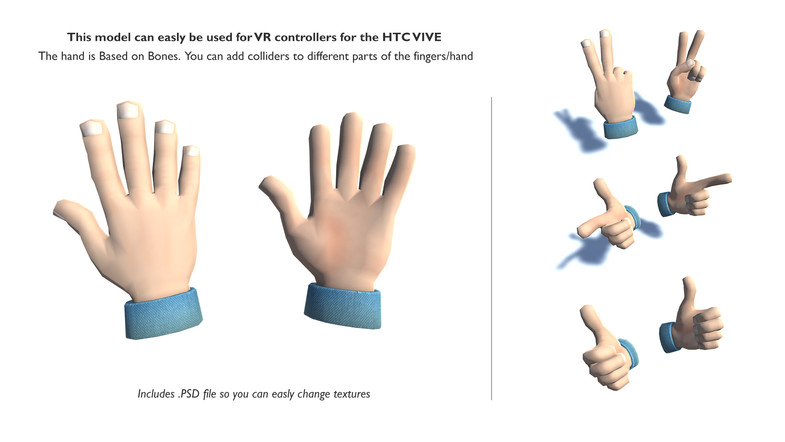 This model can easly be used for VR controllers for the HTC VIVE
The hand is Based on Bones. You can add colliders to different parts of the fingers/hand
Includes .PSD file so you can easly change textures